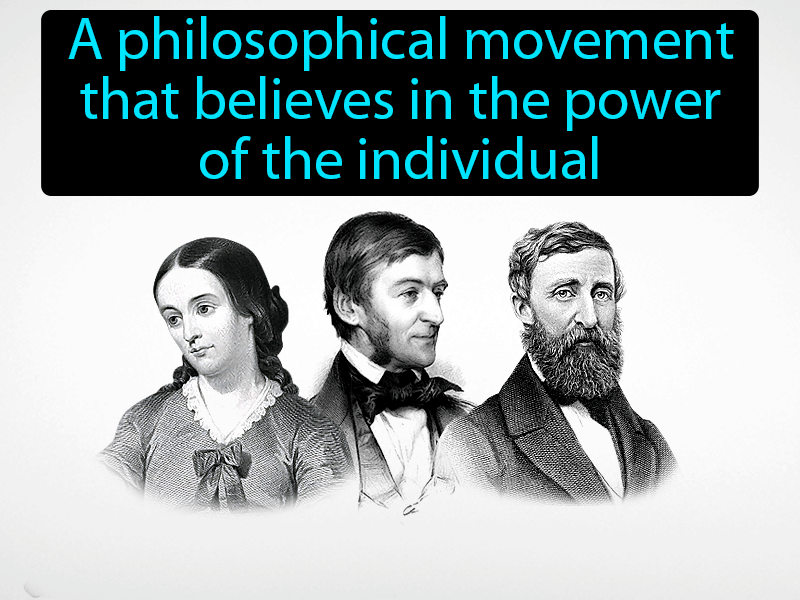 A philosophical movement
that believes in the power
of the individual